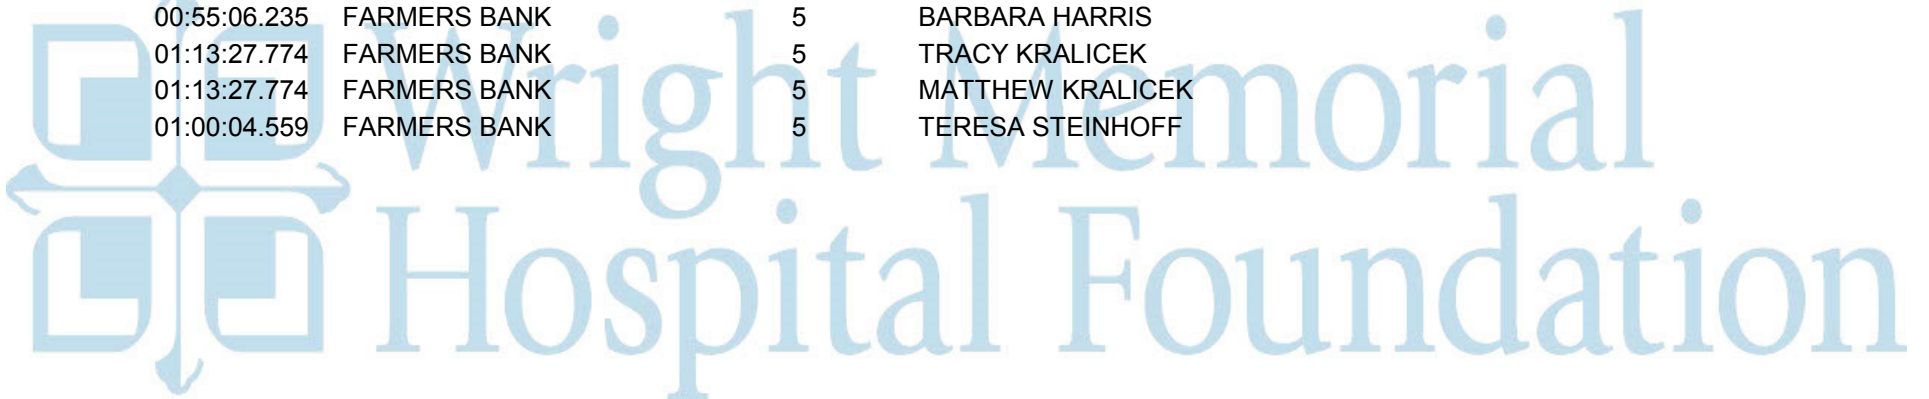 00:55:06.235 FARMERS BANK 5 BARBARA HARRIS
01:13:27.774 FARMERS BANK 5 TRACY KRALICEK
01:13:27.774 FARMERS BANK 5 MATTHEW KRALICEK
01:00:04.559 FARMERS BANK 5 TERESA STEINHOFF
Wright Memorial
Hospital Foundation